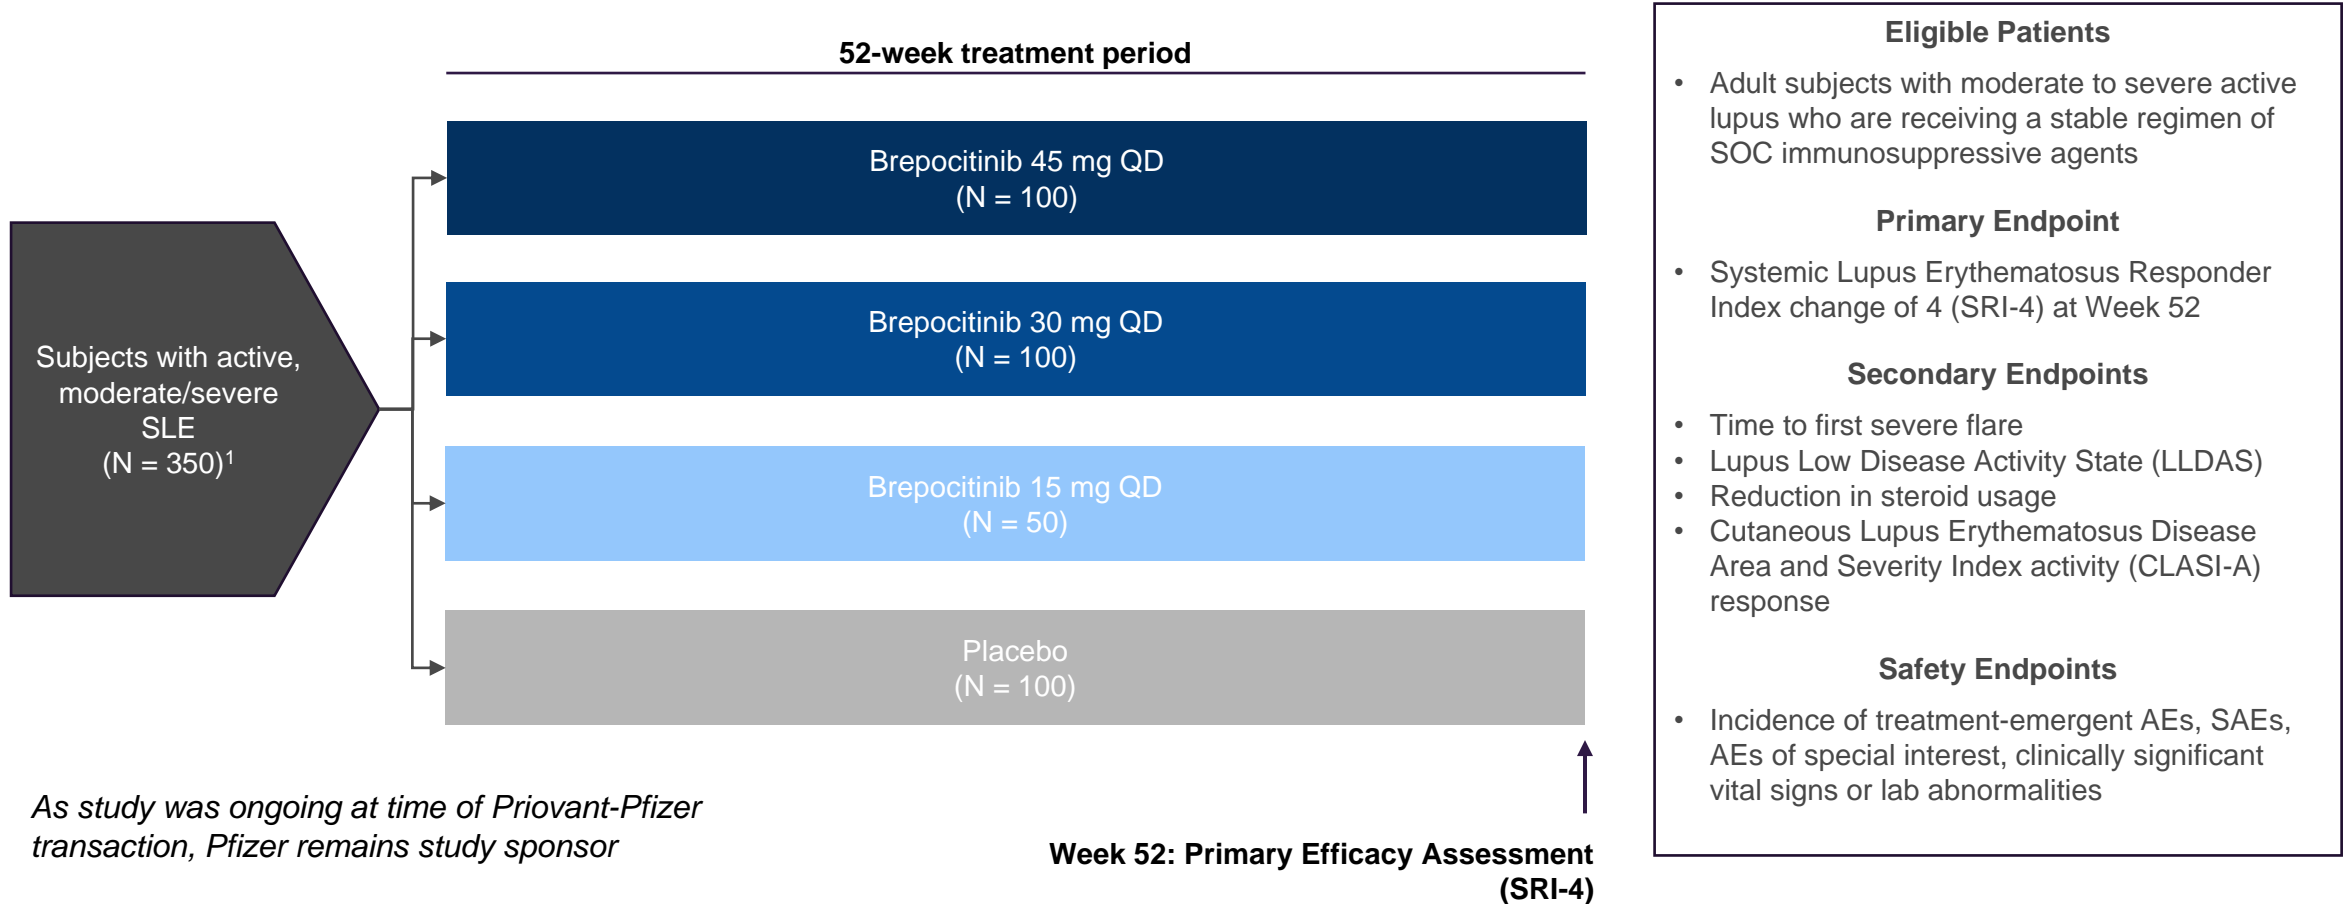 52-week treatment period
Subjects with active,
moderate/severe
SLE
(N = 350)1
Brepocitinib 45 mg QD
(N = 100)
Brepocitinib 30 mg QD
(N = 100)
Brepocitinib 15 mg QD
(N = 50)
Placebo
(N = 100)
As study was ongoing at time of Priovant-Pfizer
transaction, Pfizer remains study sponsor
Week 52: Primary Efficacy Assessment
(SRI-4)
Eligible Patients
• Adult subjects with moderate to severe active
lupus who are receiving a stable regimen of
SOC immunosuppressive agents
Primary Endpoint
• Systemic Lupus Erythematosus Responder
Index change of 4 (SRI-4) at Week 52
Secondary Endpoints
• Time to first severe flare
• Lupus Low Disease Activity State (LLDAS)
• Reduction in steroid usage
• Cutaneous Lupus Erythematosus Disease
Area and Severity Index activity (CLASI-A)
response
Safety Endpoints
• Incidence of treatment-emergent AEs, SAEs,
AEs of special interest, clinically significant
vital signs or lab abnormalities